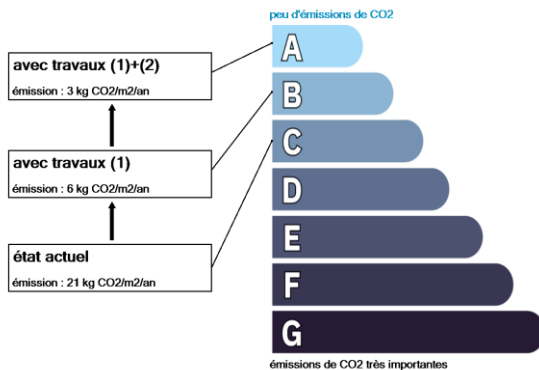 peu d'émissions de CO2
avec travaux (1)+(2)
émission : 3 kg CO2/m2/an
avec travaux (1)
émission : 6 kg CO2/m2/an
état actuel
émission : 21 kg CO2/m2/an
A
B
C
D
E
F
G
émissions de CO2 très importantes